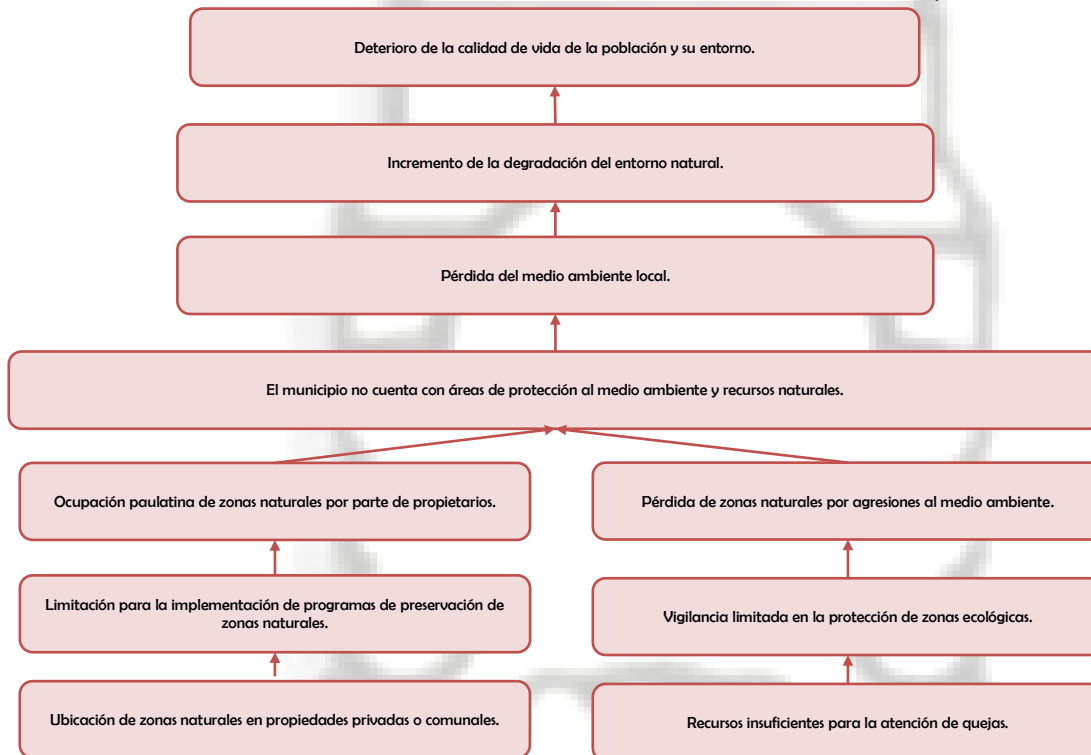 Deterioro de la calidad de vida de la población y su entorno.
Incremento de la degradación del entorno natural.
Pérdida del medio ambiente local.
El municipio no cuenta con áreas de protección al medio ambiente y recursos naturales.
Ocupación paulatina de zonas naturales por parte de propietarios.
Pérdida de zonas naturales por agresiones al medio ambiente.
Limitación para la implementación de programas de preservación de
zonas naturales.
Vigilancia limitada en la protección de zonas ecológicas.
Ubicación de zonas naturales en propiedades privadas o comunales.
Recursos insuficientes para la atención de quejas.